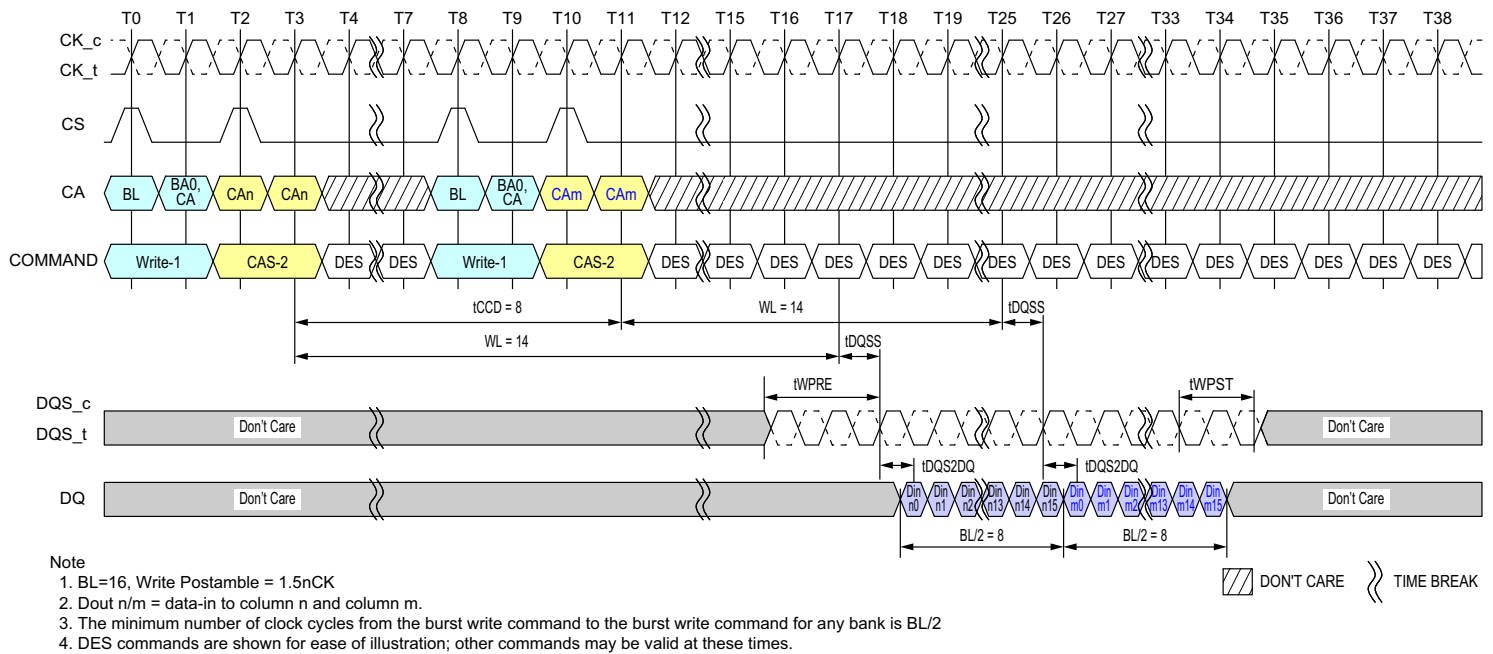 T0 T1 T2 T3 T4 T7 T8 T9 T10 T11 T12 T15 T16 T17 T18 T19 T25 T26 T27 T33 T34 T35 T36 T37 T38
CK_c
CK_t
CS
CA BL BA0, CA CAn CAn BL BA0, CA CAm CAm
COMMAND Write-1 CAS-2 DES DES Write-1 CAS-2 DES DES DES DES DES DES DES DES DES DES DES DES DES DES DES
tCCD = 8 WL = 14 tDQSS
WL = 14 tDQSS
tWPRE tWPST
DQS_c
DQS_t Don't Care Don't Care
tDQS2DQ tDQS2DQ
DQ Don't Care Din n0 Din n1 Din n2 Din n13 Din n14 Din n15 Din m0 Din m1 Din m2 Din m13 Din m14 Din m15 Don't Care
BL/2 = 8 BL/2 = 8
Note
1. BL=16, Write Postamble = 1.5nCK
2. Dout n/m = data-in to column n and column m.
3. The minimum number of clock cycles from the burst write command to the burst write command for any bank is BL/2
4. DES commands are shown for ease of illustration; other commands may be valid at these times.
DON'T CARE TIME BREAK